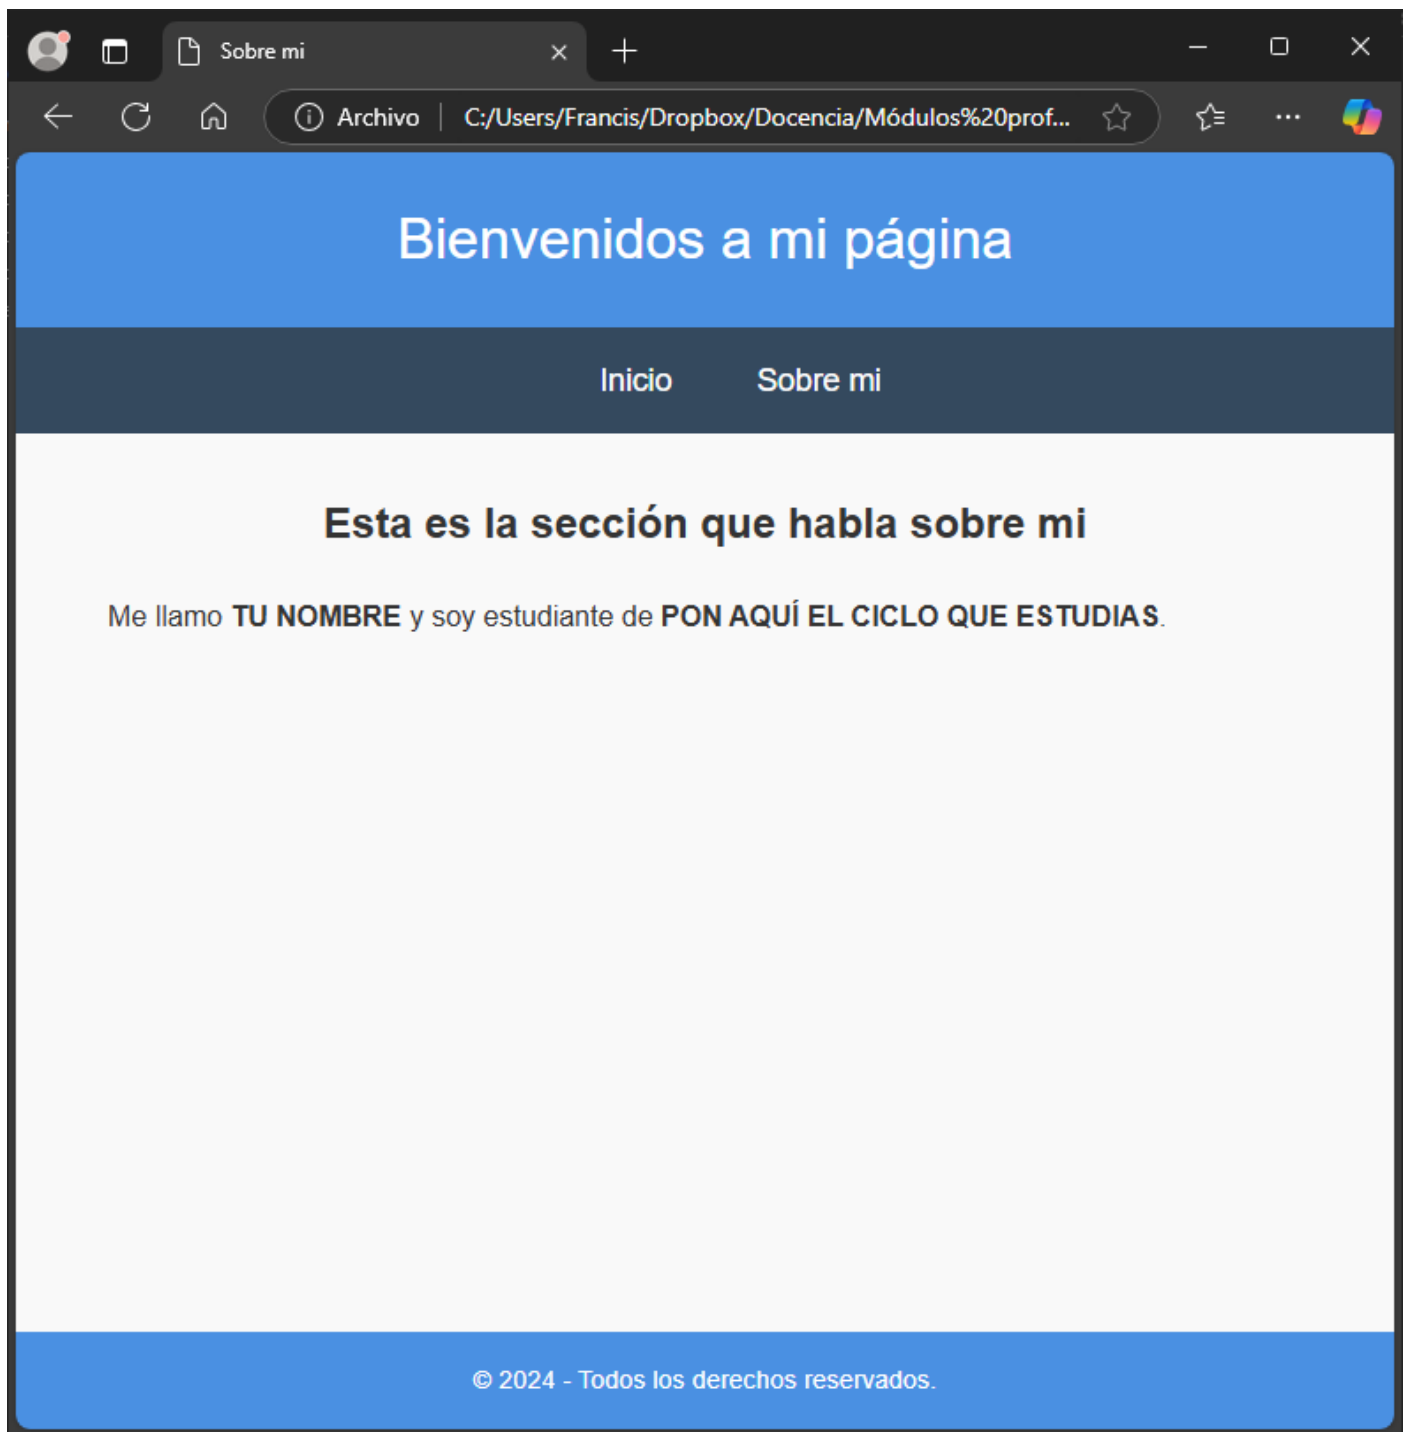 Sobre mi
Archivo C:/Users/Francis/Dropbox/Docencia/Módulos%20prof...
Bienvenidos a mi página
Inicio Sobre mi
Esta es la sección que habla sobre mi
Me llamo TU NOMBRE y soy estudiante de PON AQUÍ EL CICLO QUE ESTUDIAS.
© 2024 - Todos los derechos reservados.